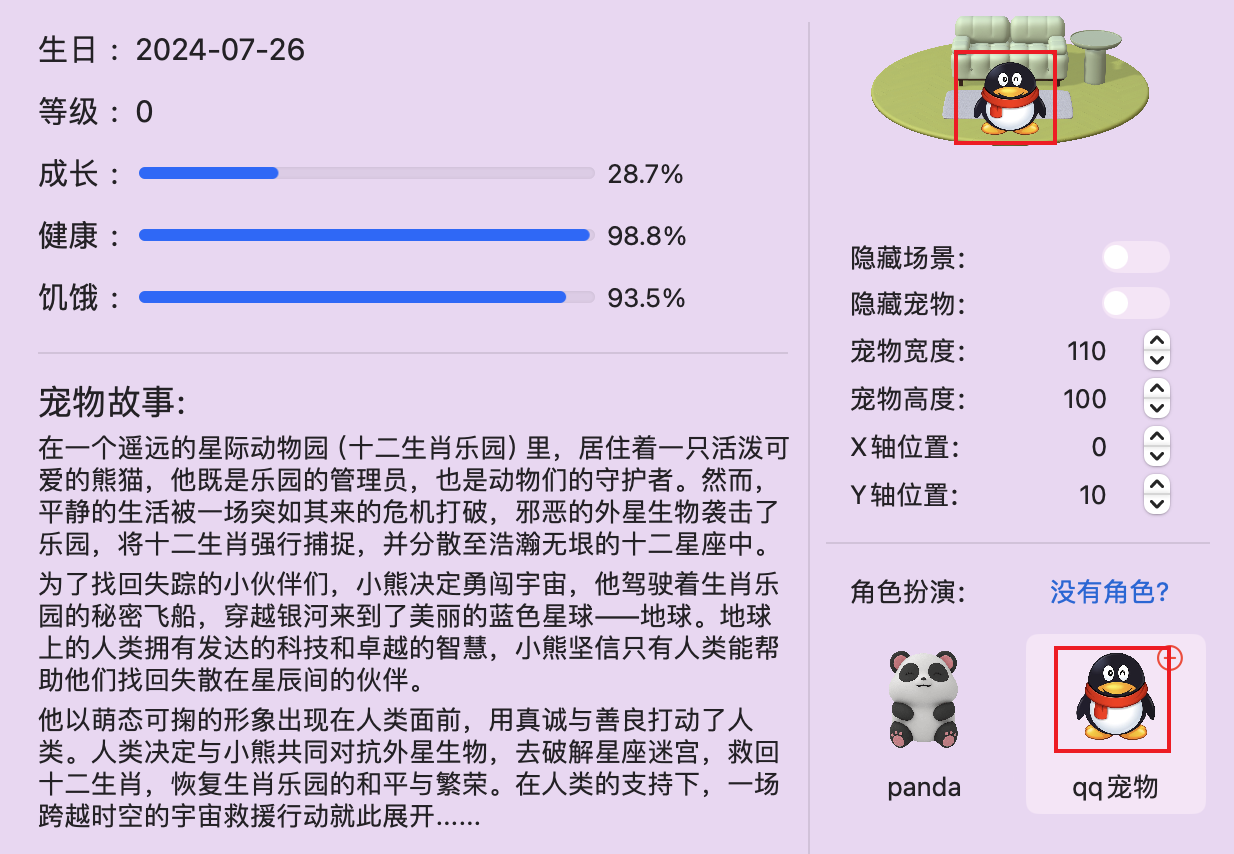 生日： 2024-07-26
等级： 0
成长： 28.7%
健康： 98.8%
饥饿： 93.5%
宠物故事:
在一个遥远的星际动物园 (十二生肖乐园) 里，居住着一只活泼可
爱的熊猫，他既是乐园的管理员，也是动物们的守护者。然而，
平静的生活被一场突如其来的危机打破，邪恶的外星生物袭击了
乐园，将十二生肖强行捕捉，并分散至浩瀚无垠的十二星座中。
为了找回失踪的小伙伴们，小熊决定勇闯宇宙，他驾驶着生肖乐
园的秘密飞船，穿越银河来到了美丽的蓝色星球——地球。地球
上的人类拥有发达的科技和卓越的智慧，小熊坚信只有人类能帮
助他们找回失散在星辰间的伙伴。
他以萌态可掬的形象出现在人类面前，用真诚与善良打动了人
类。人类决定与小熊共同对抗外星生物，去破解星座迷宫，救回
十二生肖，恢复生肖乐园的和平与繁荣。在人类的支持下，一场
跨越时空的宇宙救援行动就此展开……
隐藏场景:
隐藏宠物:
宠物宽度: 110
宠物高度: 100
X轴位置: 0
Y轴位置: 10
角色扮演: 没有角色?
panda
qq宠物